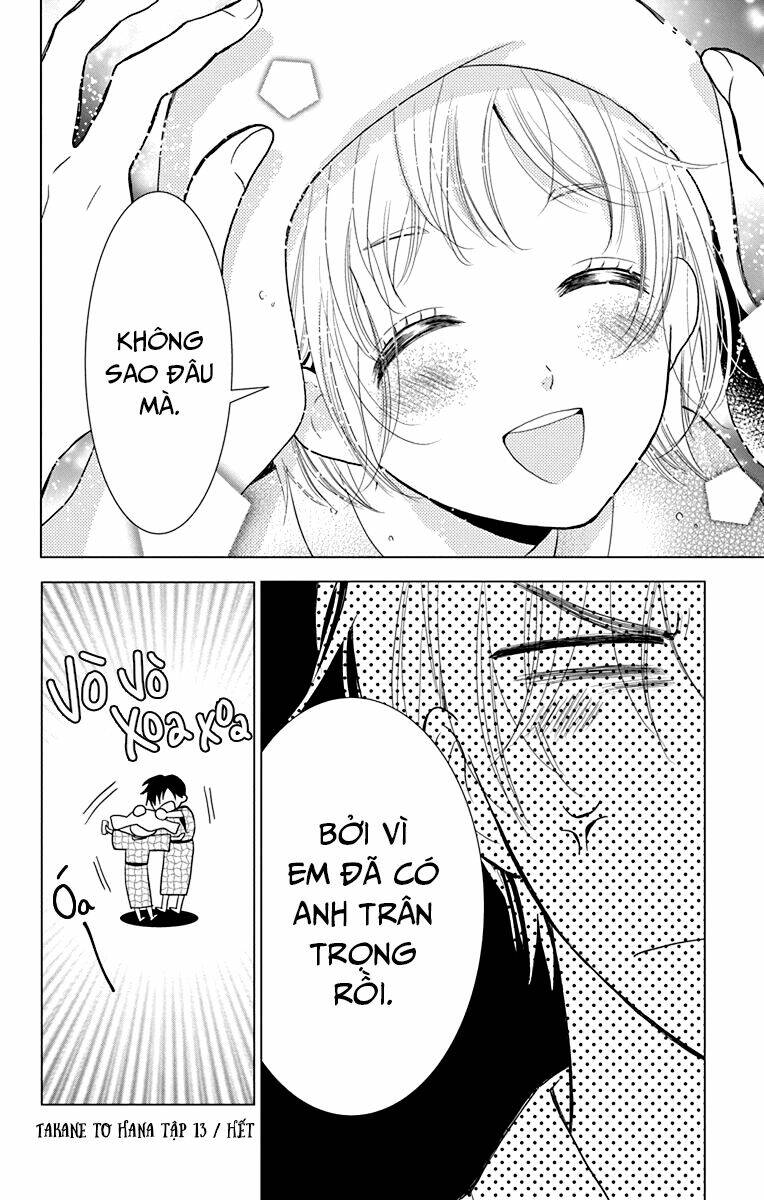 KHÔNG
SAO ĐÂU
MÀ.
BỞI VÌ
EM ĐÃ CÓ
ANH TRÂN
TRỌNG
RỒI.
VÒ VÒ
XOA XOA
Óa
TAKANE TO HANA TẬP 13 / HẾT